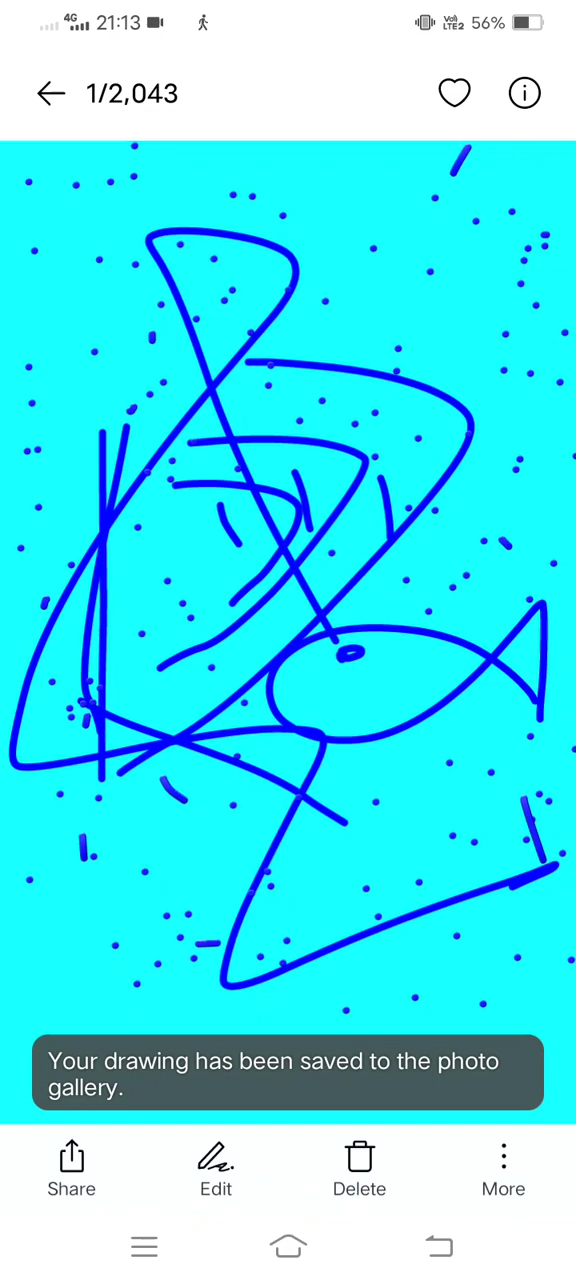 4G 21:13 Vo) LTE2 56%
1/2,043
Your drawing has been saved to the photo
gallery.
Share Edit Delete More